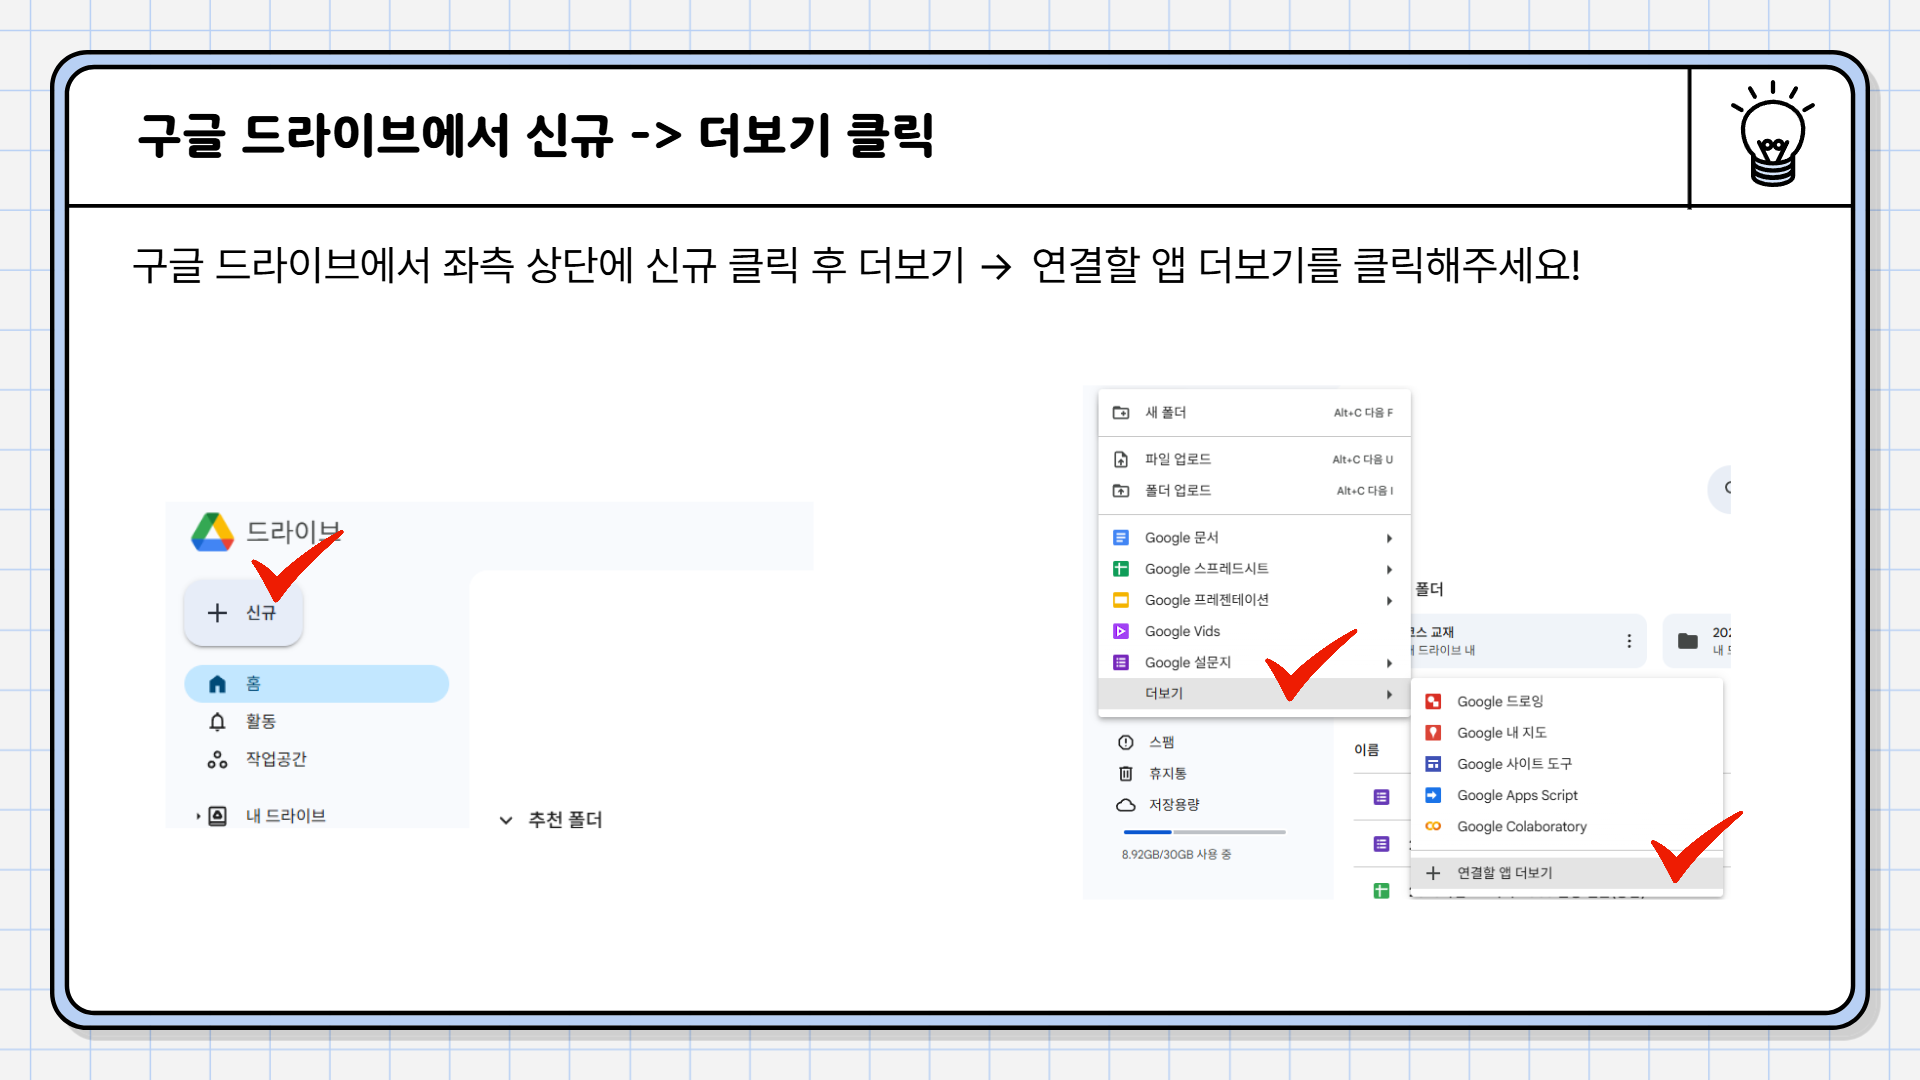 구글 드라이브에서 신규 -> 더보기 클릭
구글 드라이브에서 좌측 상단에 신규 클릭 후 더보기 → 연결할 앱 더보기를 클릭해주세요!
드라이브
신규
홈
활동
작업공간
내 드라이브
추천 폴더
새 폴더 Alt+C 다음 F
파일 업로드 Alt+C 다음 U
폴더 업로드 Alt+C 다음 I
Google 문서
Google 스프레드시트
Google 프레젠테이션
Google Vids
Google 설문지
더보기
스팸
휴지통
저장용량
8.92GB/30GB 사용 중
폴더
교재
드라이브 내
이름
Google 드로잉
Google 내 지도
Google 사이트 도구
Google Apps Script
Google Colaboratory
연결할 앱 더보기